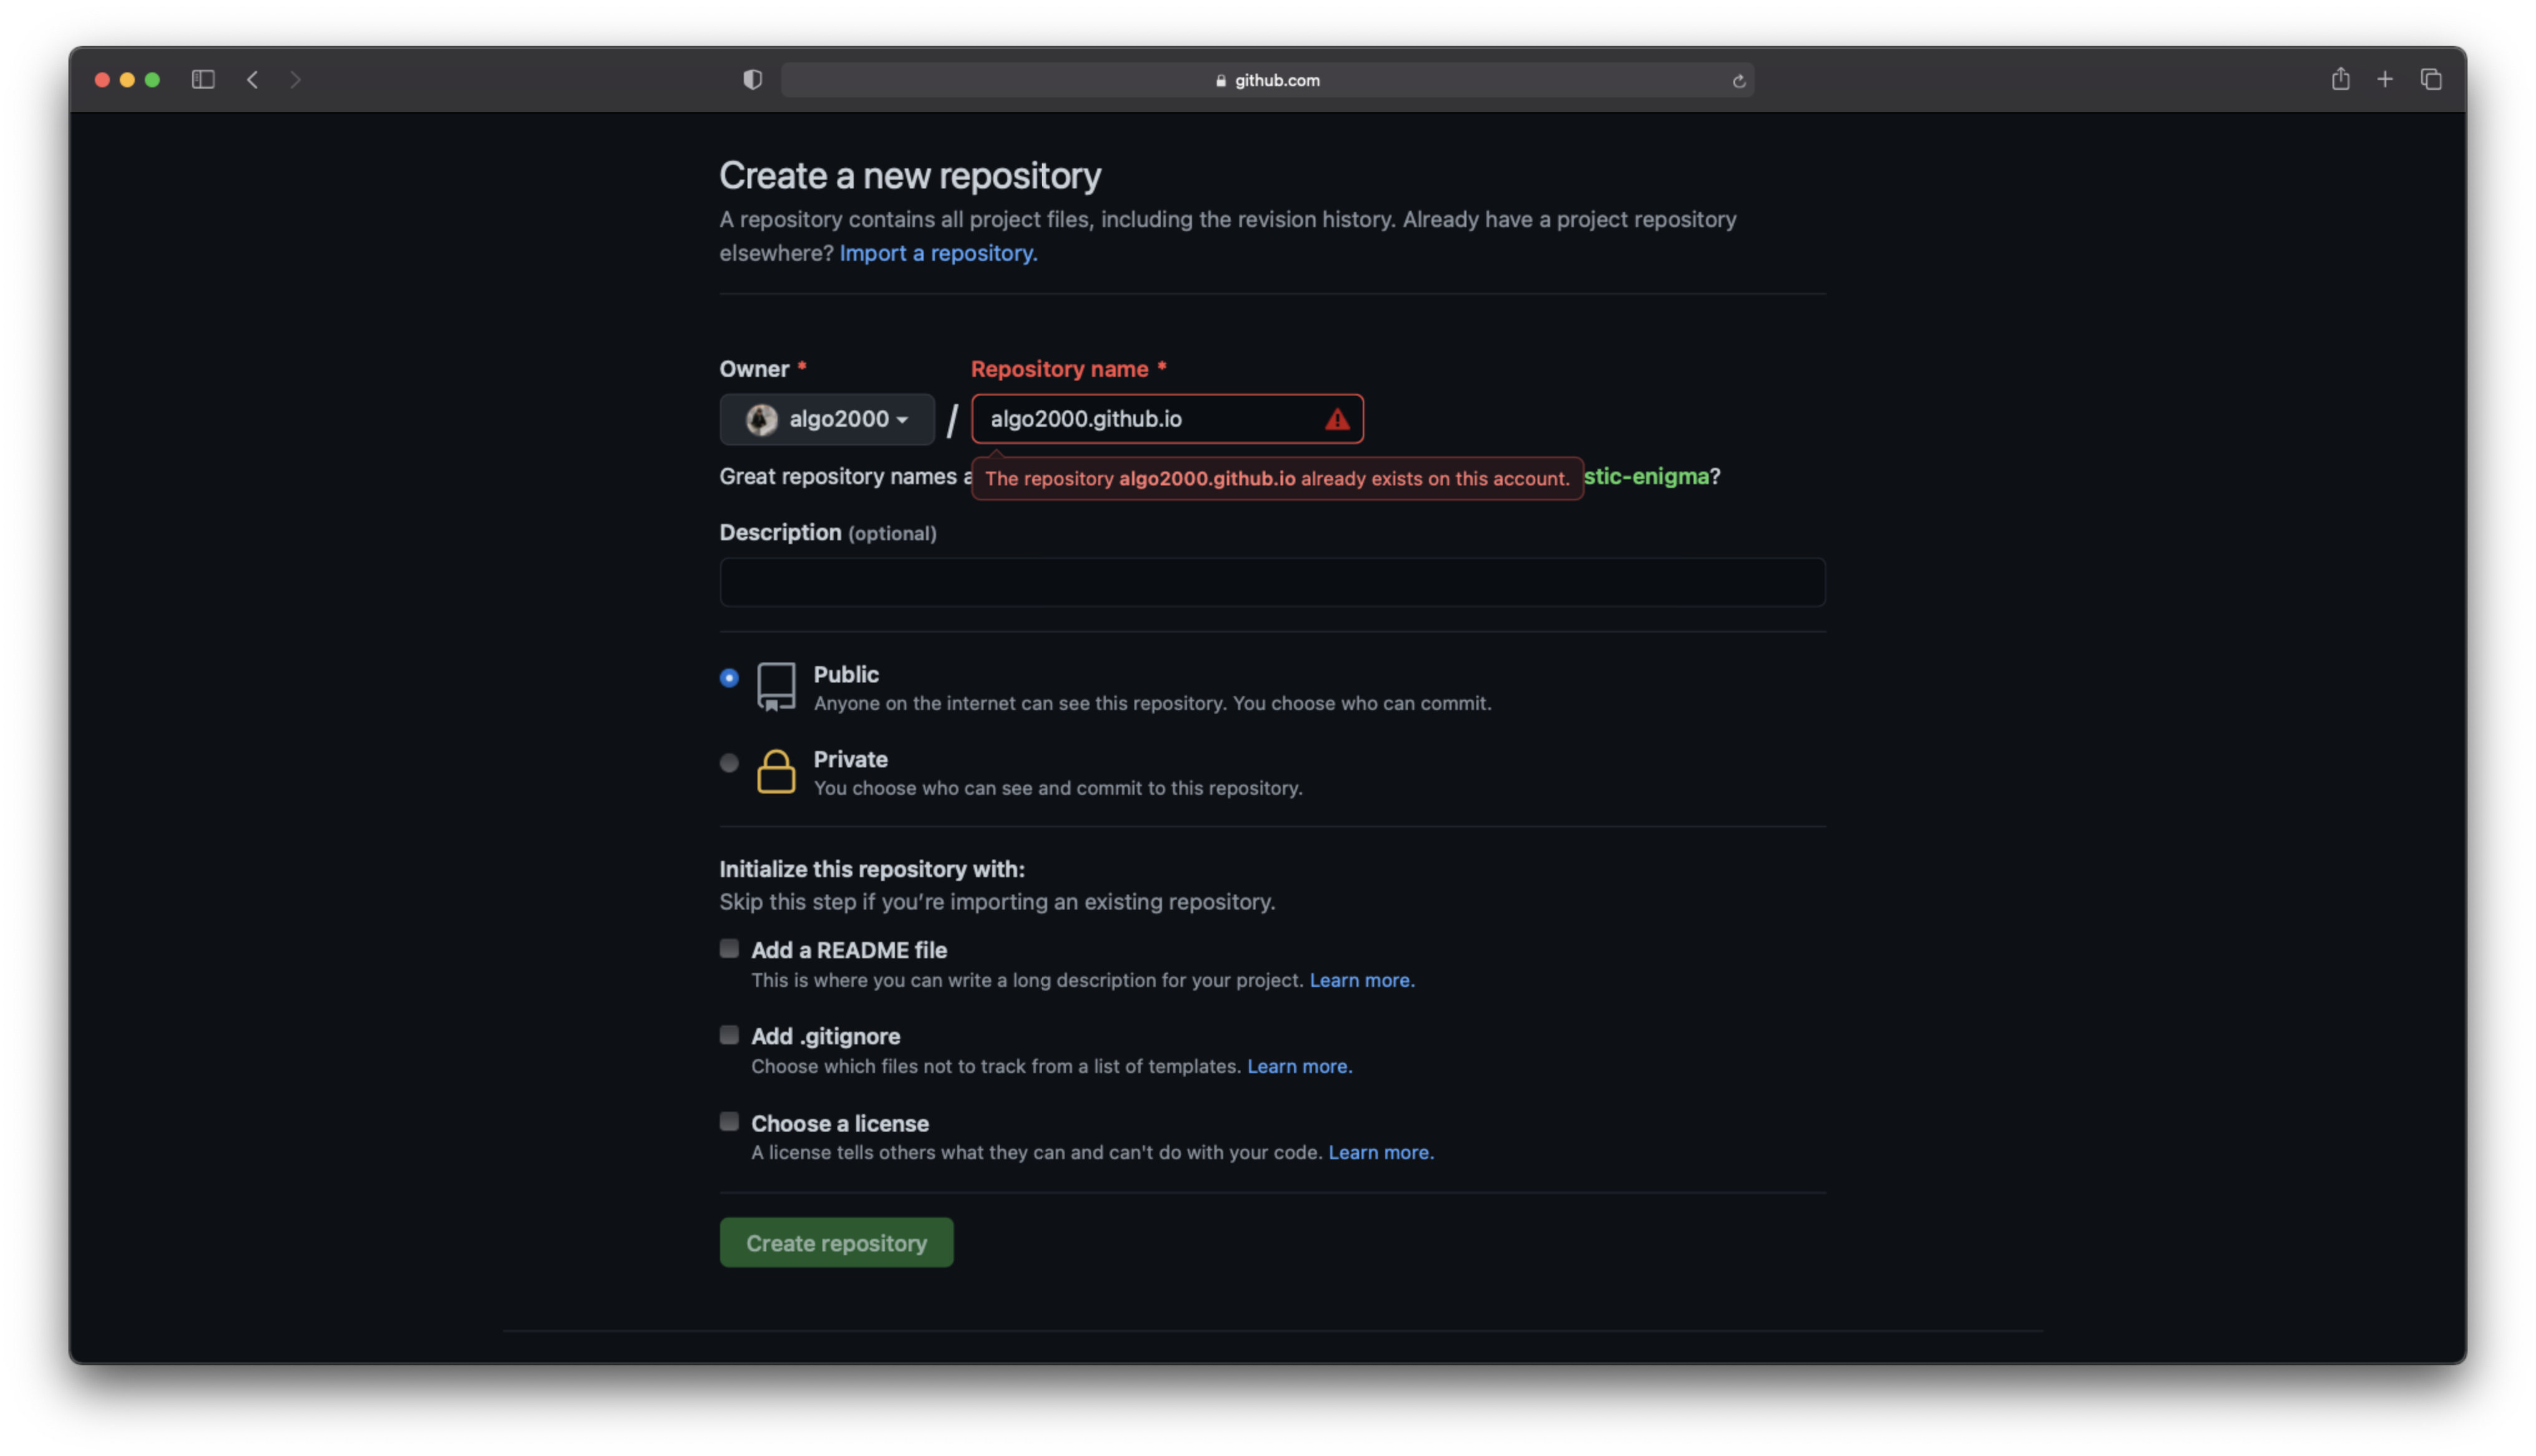 github.com
Create a new repository
A repository contains all project files, including the revision history. Already have a project repository
elsewhere? Import a repository.
Owner * Repository name *
algo2000 / algo2000.github.io
Great repository names a
The repository algo2000.github.io already exists on this account.
stic-enigma?
Description (optional)
Public
Anyone on the internet can see this repository. You choose who can commit.
Private
You choose who can see and commit to this repository.
Initialize this repository with:
Skip this step if you’re importing an existing repository.
Add a README file
This is where you can write a long description for your project. Learn more.
Add .gitignore
Choose which files not to track from a list of templates. Learn more.
Choose a license
A license tells others what they can and can't do with your code. Learn more.
Create repository